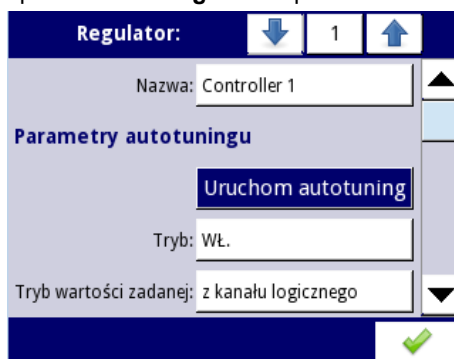 Regulator: 1
Nazwa: Controller 1
Parametry autotuningu
Uruchom autotuning
Tryb: WŁ.
Tryb wartości zadanej: z kanału logicznego